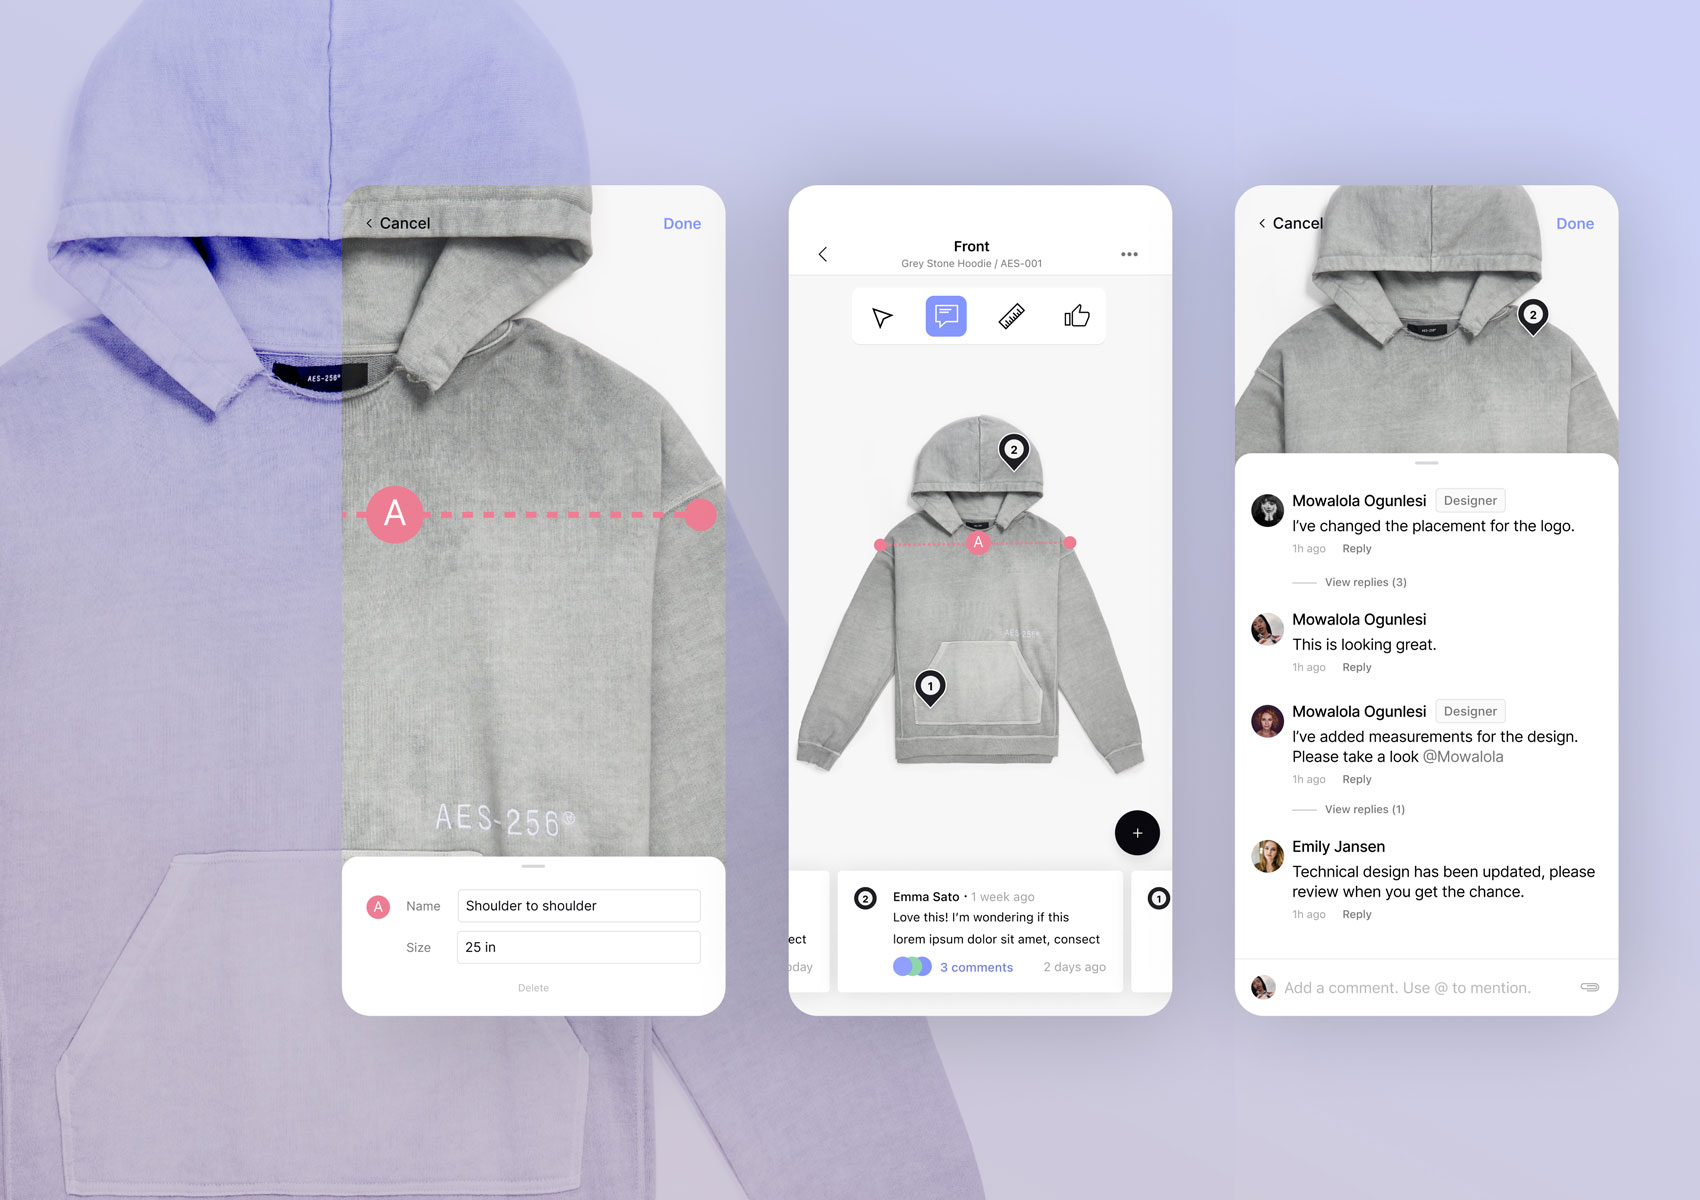 Cancel
Done
AES-256®
A
AES-256®
A
Name
Shoulder to shoulder
Size
25 in
Delete
Front
Grey Stone Hoodie / AES-001
2
A
AES-256®
1
+
ect
day
2
Emma Sato • 1 week ago
Love this! I'm wondering if this
lorem ipsum dolor sit amet, consect
3 comments
2 days ago
1
Cancel
Done
2
Mowalola Ogunlesi
Designer
I've changed the placement for the logo.
1h ago
Reply
View replies (3)
Mowalola Ogunlesi
This is looking great.
1h ago
Reply
Mowalola Ogunlesi
Designer
I've added measurements for the design.
Please take a look @Mowalola
1h ago
Reply
View replies (1)
Emily Jansen
Technical design has been updated, please
review when you get the chance.
1h ago
Reply
Add a comment. Use @ to mention.